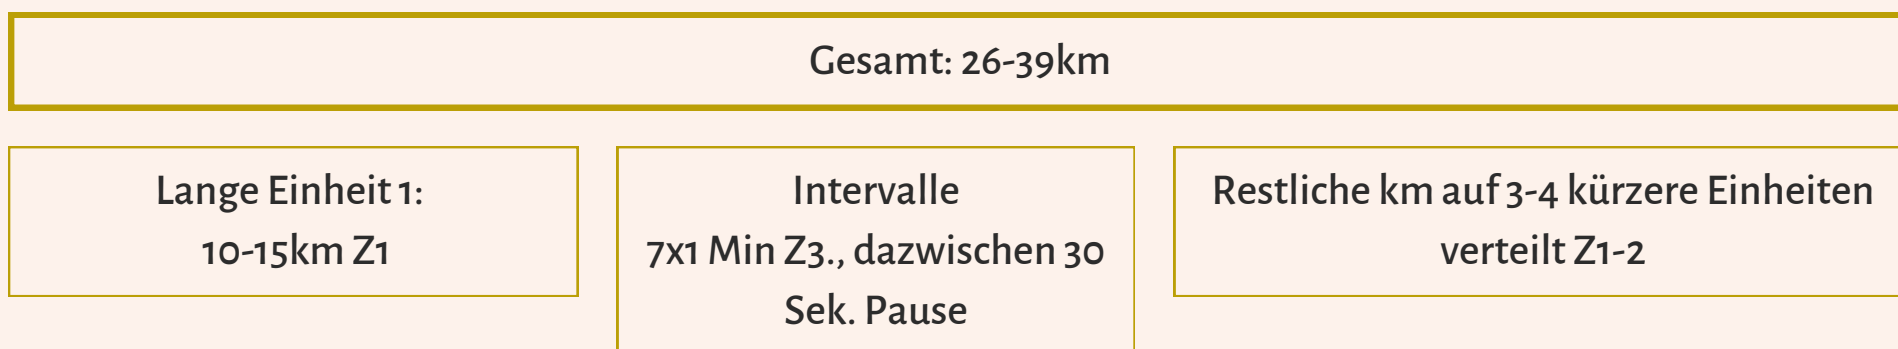 Gesamt: 26-39km
Lange Einheit 1:
10-15km Z1
Intervalle
7x1 Min Z3., dazwischen 30
Sek. Pause
Restliche km auf 3-4 kürzere Einheiten
verteilt Z1-2